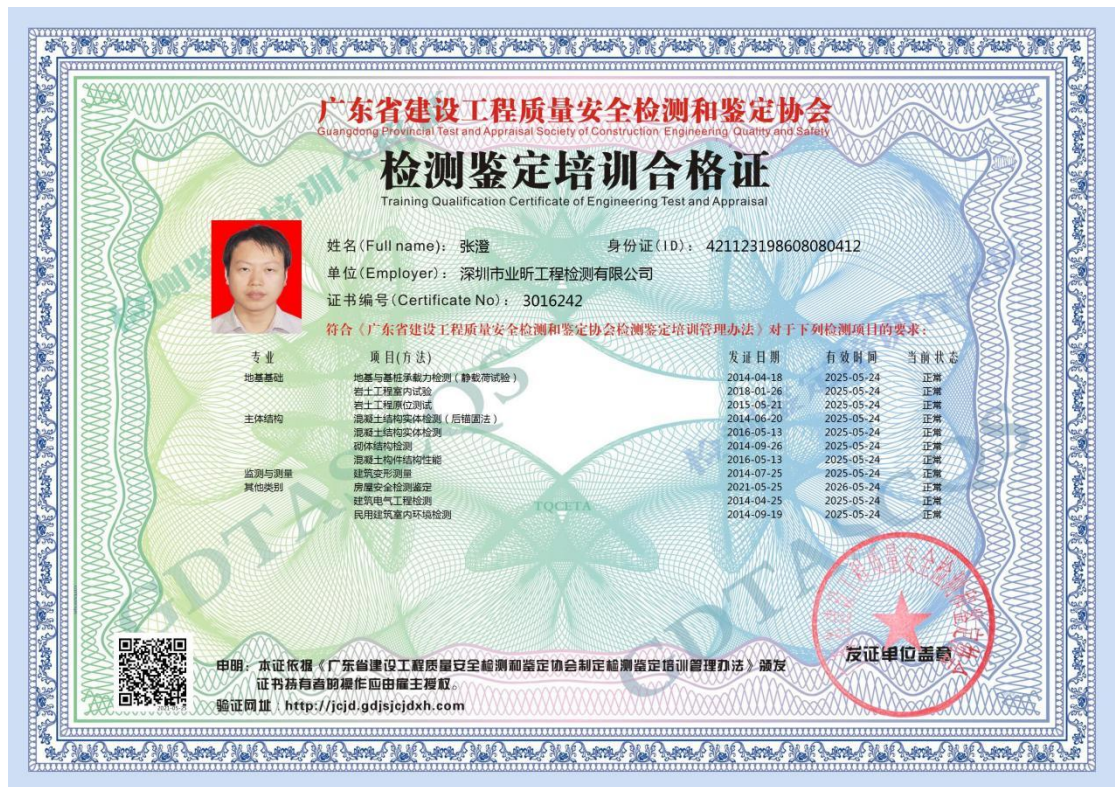 广东省建设工程质量安全检测和鉴定协会
Guangdong Provincial Test and Appraisal Society of Construction Engineering Quality and Safety
检测鉴定培训合格证
Training Qualification Certificate of Engineering Test and Appraisal
姓名(Full name): 张澄 身份证(ID): 421123198608080412
单位(Employer): 深圳市业昕工程检测有限公司
证书编号(Certificate No): 3016242
符合《广东省建设工程质量安全检测和鉴定协会检测鉴定培训管理办法》对于下列检测项目的要求:
专业 项目(方法) 发证日期 有效时间 当前状态
地基基础 地基与基桩承载力检测(静载荷试验) 2014-04-18 2025-05-24 正常
岩土工程室内试验 2018-01-26 2025-05-24 正常
岩土工程原位测试 2015-05-21 2025-05-24 正常
主体结构 混凝土结构实体检测(后锚固法) 2014-06-20 2025-05-24 正常
混凝土结构实体检测 2016-05-13 2025-05-24 正常
砌体结构检测 2014-09-26 2025-05-24 正常
混凝土构件结构性能 2016-05-13 2025-05-24 正常
监测与测量 建筑变形测量 2014-07-25 2025-05-24 正常
其他类别 房屋安全检测鉴定 2021-05-25 2026-05-24 正常
建筑电气工程检测 2014-04-25 2025-05-24 正常
民用建筑室内环境检测 2014-09-19 2025-05-24 正常
TQCETA
GDTASCQS
GDTASCQS
发证单位盖章
申明: 本证依据《广东省建设工程质量安全检测和鉴定协会制定检测鉴定培训管理办法》颁发
证书持有者的操作应由雇主授权。
验证网址 http://jcjd.gdjsjcjdxh.com